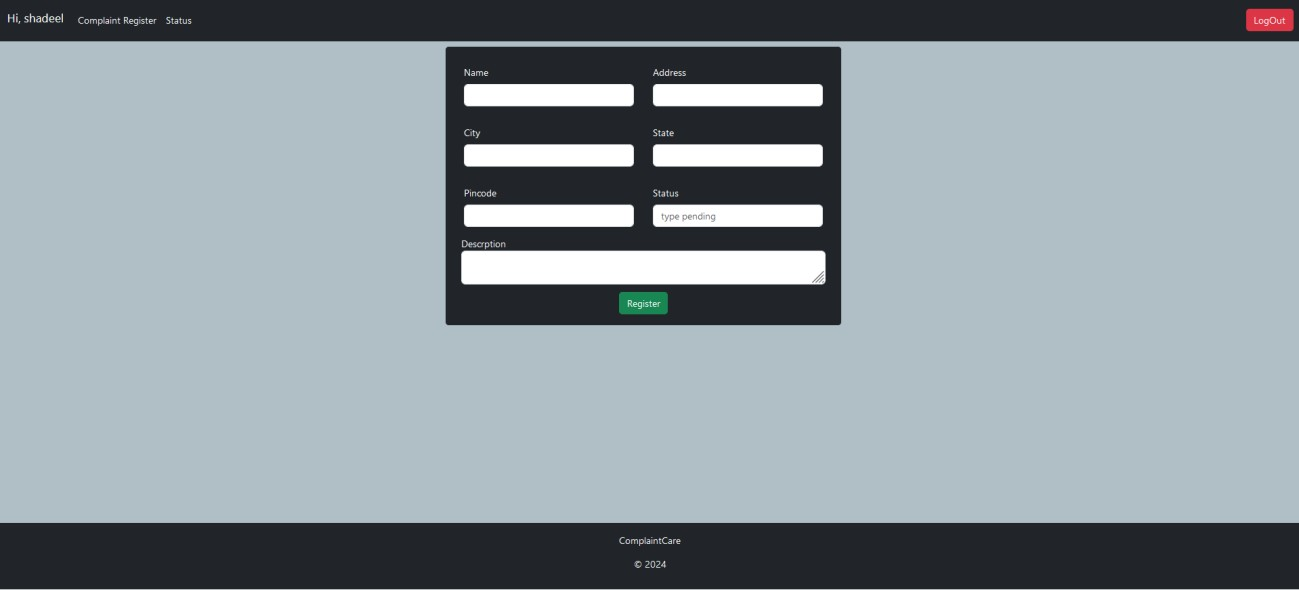 Hi, shadeel Complaint Register Status LogOut
Name Address
City State
Pincode Status
type pending
Descrption
Register
ComplaintCare
© 2024